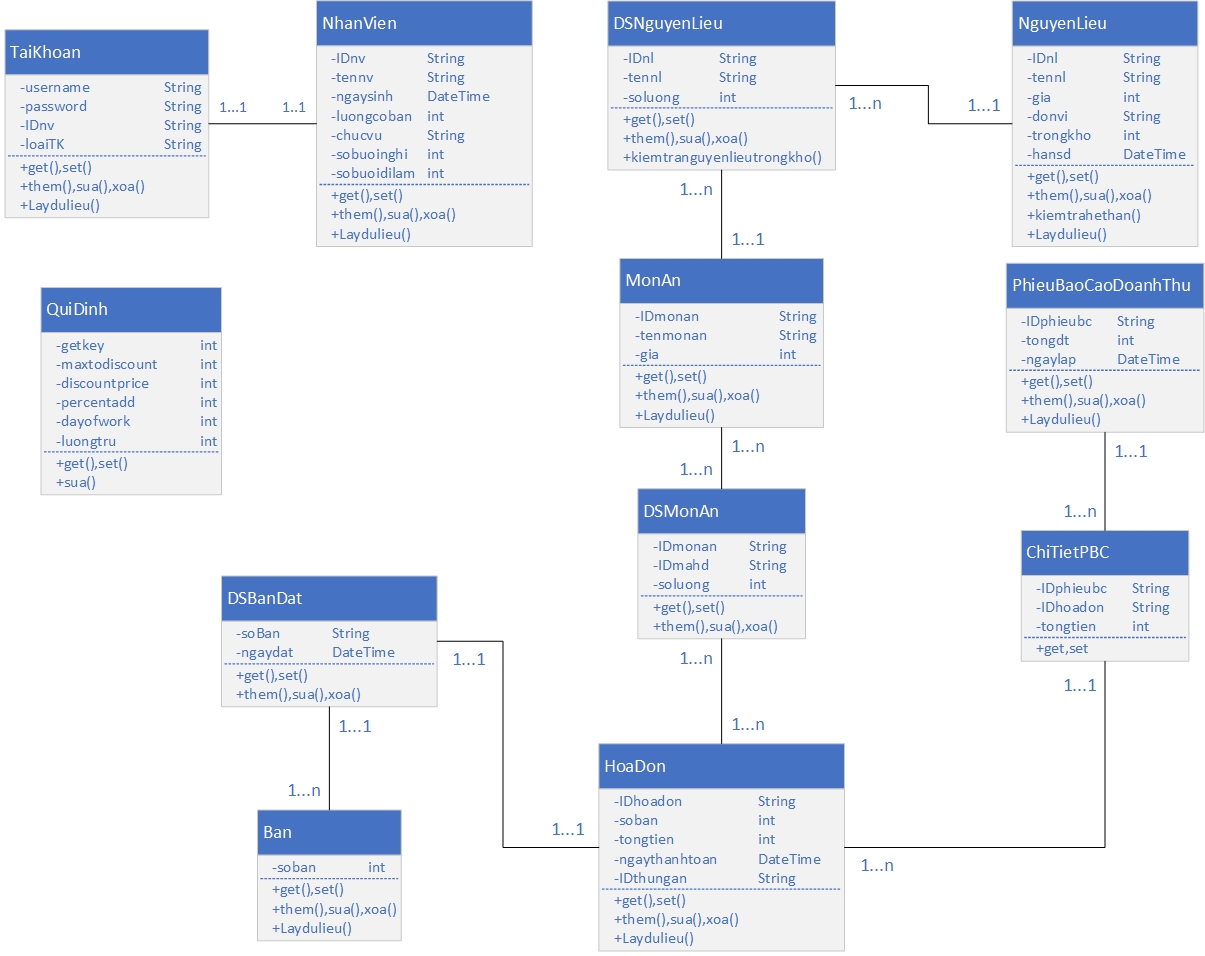 TaiKhoan
-username String
-password String
-IDnv String
-loaiTK String
+get(),set()
+them(),sua(),xoa()
+Laydulieu()
1...1
1..1
NhanVien
-IDnv String
-tennv String
-ngaysinh DateTime
-luongcoban int
-chucvu String
-sobuoinghi int
-sobuoidilam int
+get(),set()
+them(),sua(),xoa()
+Laydulieu()
DSNguyenLieu
-IDnl String
-tennl String
-soluong int
+get(),set()
+them(),sua(),xoa()
+kiemtranguyenlieutrongkho()
1...n
1...1
NguyenLieu
-IDnl String
-tennl String
-gia int
-donvi String
-trongkho int
-hansd DateTime
+get(),set()
+them(),sua(),xoa()
+kiemtrahethan()
+Laydulieu()
1...n
1...1
QuiDinh
-getkey int
-maxtodiscount int
-discountprice int
-percentadd int
-dayofwork int
-luongtru int
+get(),set()
+sua()
MonAn
-IDmonan String
-tenmonan String
-gia int
+get(),set()
+them(),sua(),xoa()
+Laydulieu()
1...n
1...n
PhieuBaoCaoDoanhThu
-IDphieubc String
-tongdt int
-ngaylap DateTime
+get(),set()
+them(),sua(),xoa()
+Laydulieu()
1...1
1...n
DSMonAn
-IDmonan String
-IDmahd String
-soluong int
+get(),set()
+them(),sua(),xoa()
1...n
1...n
ChiTietPBC
-IDphieubc String
-IDhoadon String
-tongtien int
+get,set
1...1
1...n
DSBanDat
-soBan String
-ngaydat DateTime
+get(),set()
+them(),sua(),xoa()
1...1
1...1
1...1
1...n
Ban
-soban int
+get(),set()
+them(),sua(),xoa()
+Laydulieu()
HoaDon
-IDhoadon String
-soban int
-tongtien int
-ngaythanhtoan DateTime
-IDthungan String
+get(),set()
+them(),sua(),xoa()
+Laydulieu()